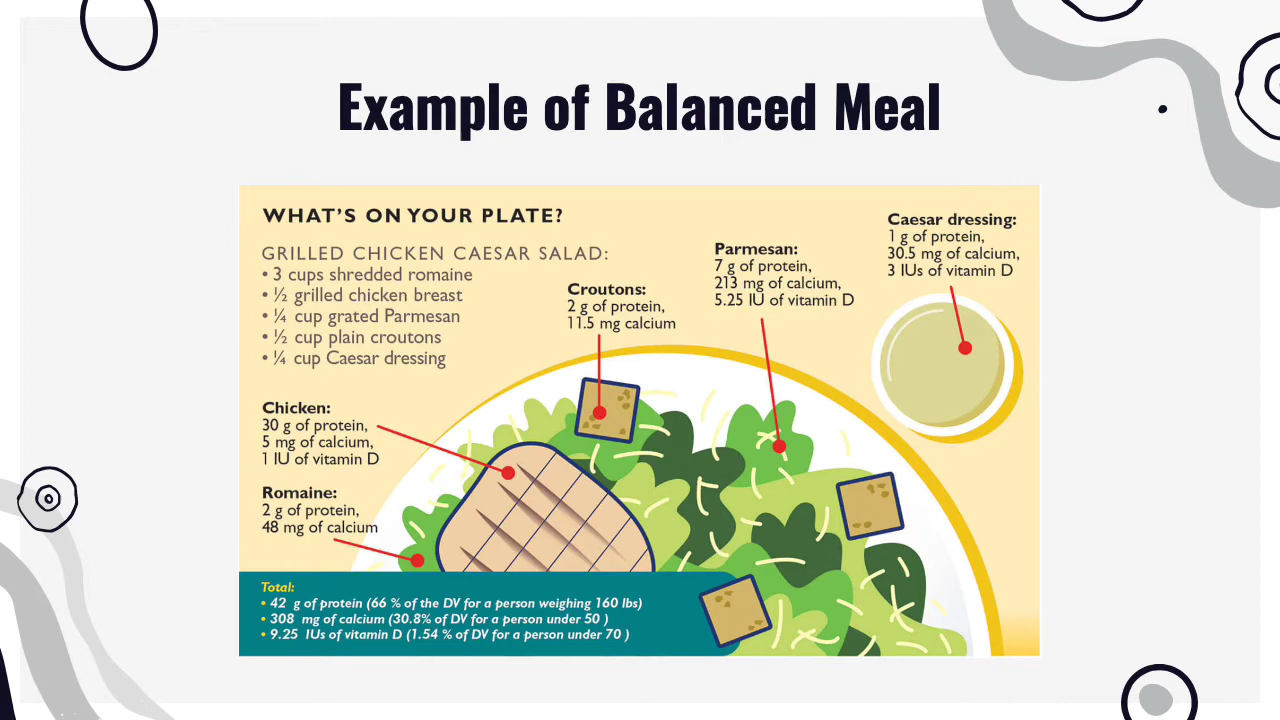 Example of Balanced Meal
WHAT'S ON YOUR PLATE?
GRILLED CHICKEN CAESAR SALAD:
• 3 cups shredded romaine
• ½ grilled chicken breast
• ¼ cup grated Parmesan
• ½ cup plain croutons
• ¼ cup Caesar dressing
Croutons:
2 g of protein,
11.5 mg calcium
Parmesan:
7 g of protein,
213 mg of calcium,
5.25 IU of vitamin D
Caesar dressing:
1 g of protein,
30.5 mg of calcium,
3 IUs of vitamin D
Chicken:
30 g of protein,
5 mg of calcium,
1 IU of vitamin D
Romaine:
2 g of protein,
48 mg of calcium
Total:
• 42 g of protein (66 % of the DV for a person weighing 160 lbs)
• 308 mg of calcium (30.8% of DV for a person under 50 )
• 9.25 IUs of vitamin D (1.54 % of DV for a person under 70 )